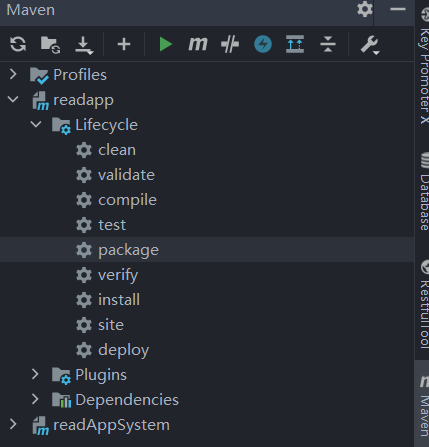 Maven
Profiles
readapp
Lifecycle
clean
validate
compile
test
package
verify
install
site
deploy
Plugins
Dependencies
readAppSystem
Key Promoter X
Database
RestfulTool
Maven